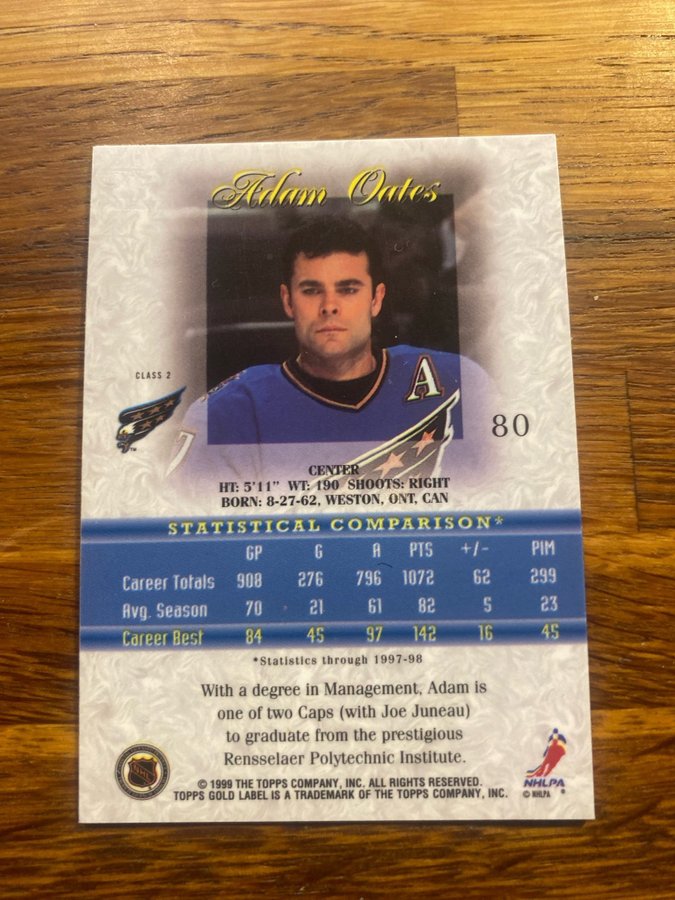 Adam Oates
A
CLASS 2
TM
80
CENTER
HT: 5'11" WT: 190 SHOOTS: RIGHT
BORN: 8-27-62, WESTON, ONT, CAN
STATISTICAL COMPARISON*
GP G A PTS +/- PIM
Career Totals 908 276 796 1072 62 299
Avg. Season 70 21 61 82 5 23
Career Best 84 45 97 142 16 45
*Statistics through 1997-98
With a degree in Management, Adam is
one of two Caps (with Joe Juneau)
to graduate from the prestigious
Rensselaer Polytechnic Institute.
NHL
NHLPA
© NHLPA
© 1999 THE TOPPS COMPANY, INC. ALL RIGHTS RESERVED.
TOPPS GOLD LABEL IS A TRADEMARK OF THE TOPPS COMPANY, INC.